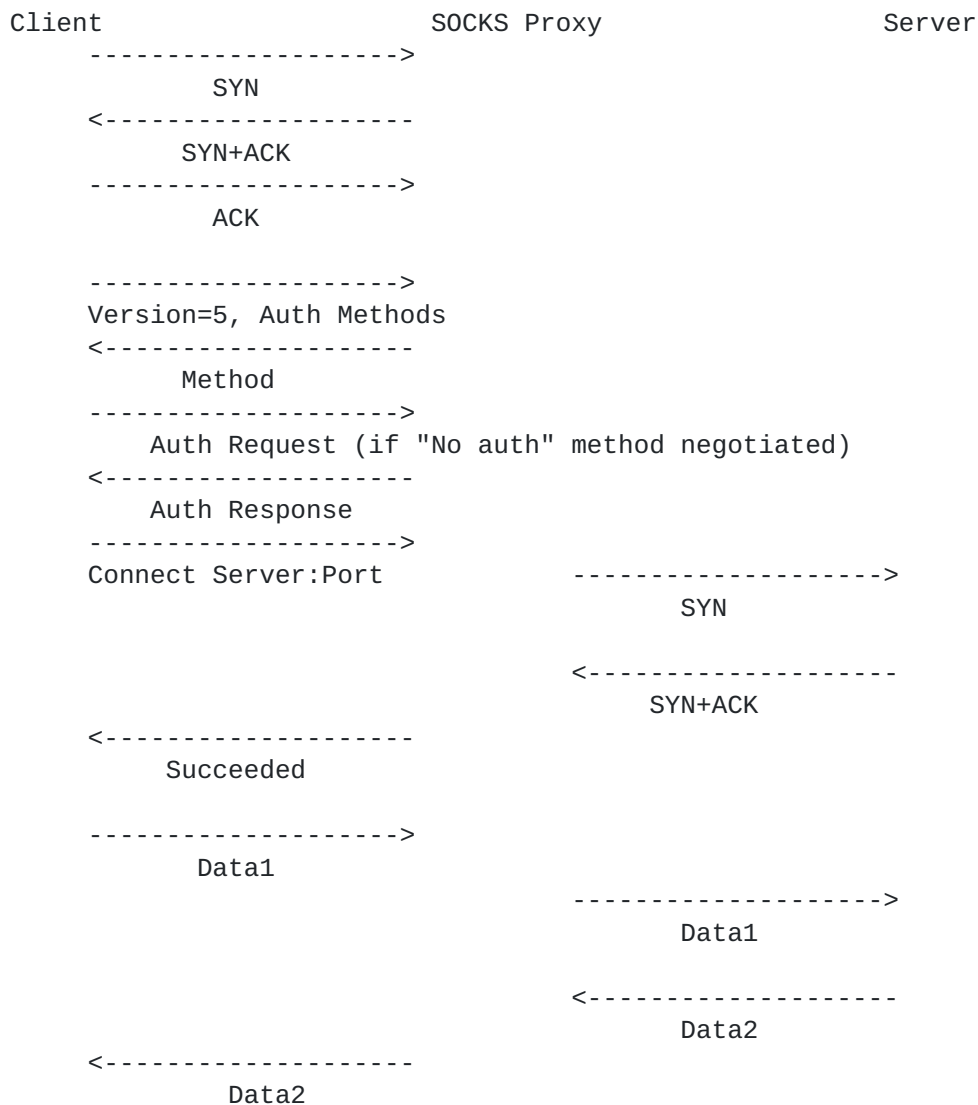 Client SOCKS Proxy Server
-------------------->
SYN
<--------------------
SYN+ACK
-------------------->
ACK
-------------------->
Version=5, Auth Methods
<--------------------
Method
-------------------->
Auth Request (if "No auth" method negotiated)
<--------------------
Auth Response
-------------------->
Connect Server:Port -------------------->
SYN
<--------------------
SYN+ACK
<--------------------
Succeeded
-------------------->
Data1
-------------------->
Data1
<--------------------
Data2
<--------------------
Data2